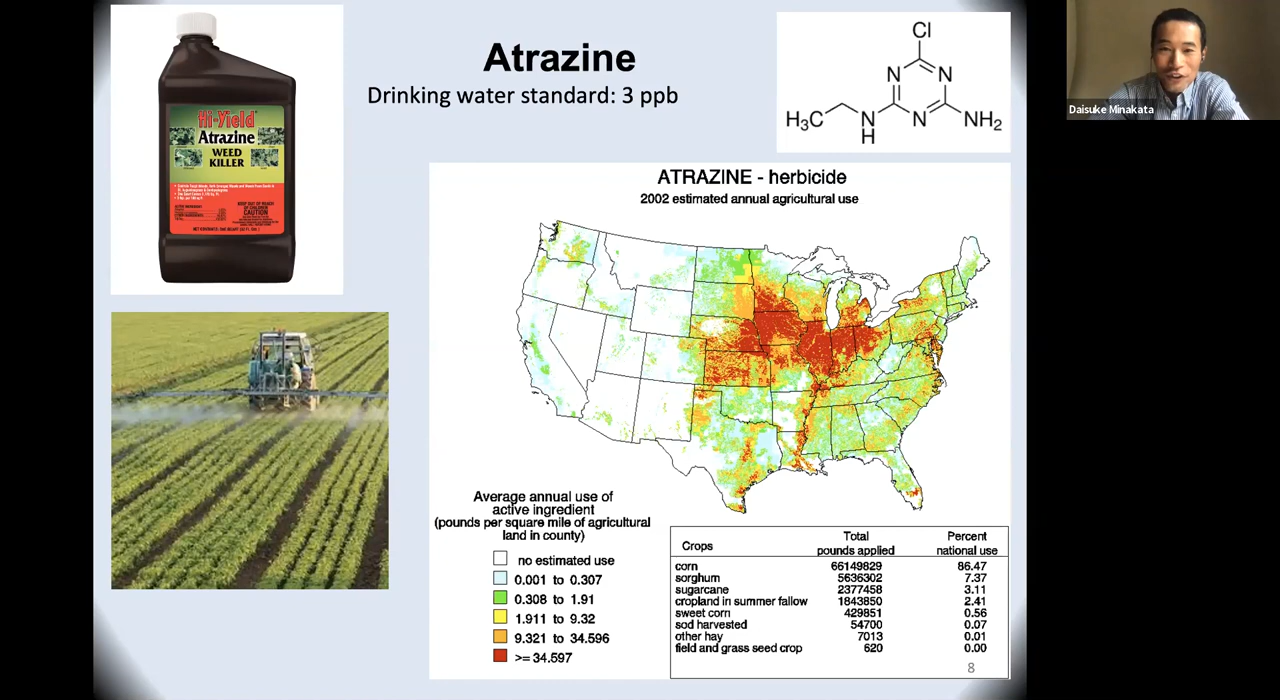 Atrazine
Drinking water standard: 3 ppb
Hi-Yield
Atrazine
WEED
KILLER
KEEP OUT OF REACH
OF CHILDREN
CAUTION
Cl
N
N
H₃C
N
H
N
NH₂
Daisuke Minakata
ATRAZINE - herbicide
2002 estimated annual agricultural use
Average annual use of
active ingredient
(pounds per square mile of agricultural
land in county)
no estimated use
0.001 to 0.307
0.308 to 1.91
1.911 to 9.32
9.321 to 34.596
>= 34.597
Crops Total pounds applied Percent national use
corn 66149829 86.47
sorghum 5636302 7.37
sugarcane 2377458 3.11
cropland in summer fallow 1843850 2.41
sweet corn 429851 0.56
sod harvested 54700 0.07
other hay 7013 0.01
field and grass seed crop 620 0.00
8